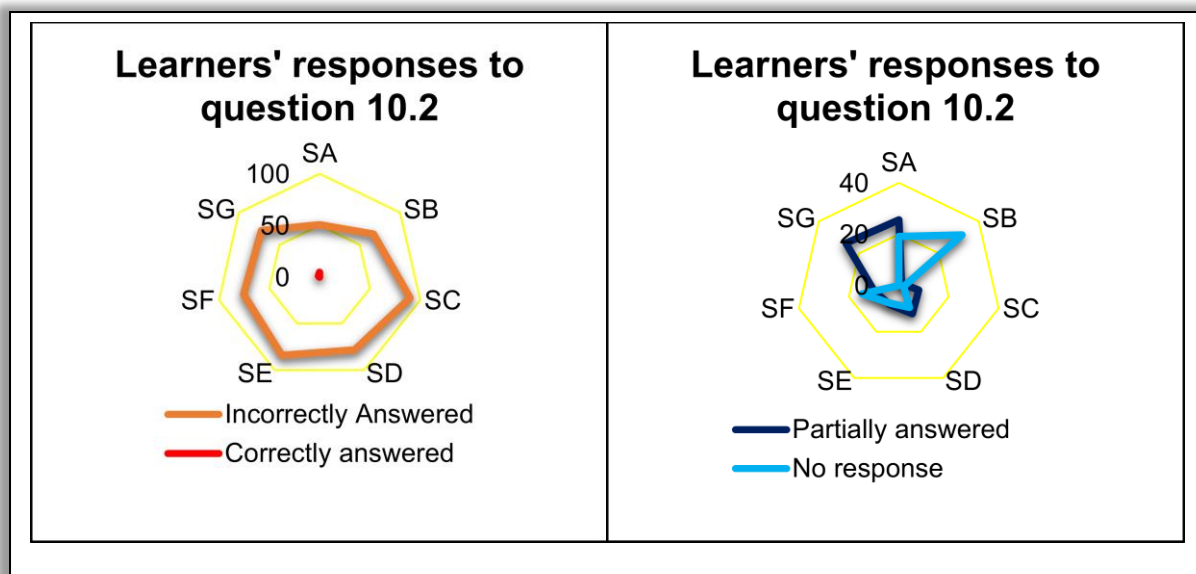 Learners' responses to
question 10.2
SA
100
SG
SB
50
0
SF
SC
SE
SD
Incorrectly Answered
Correctly answered
Learners' responses to
question 10.2
SA
40
SG
SB
20
0
SF
SC
SE
SD
Partially answered
No response